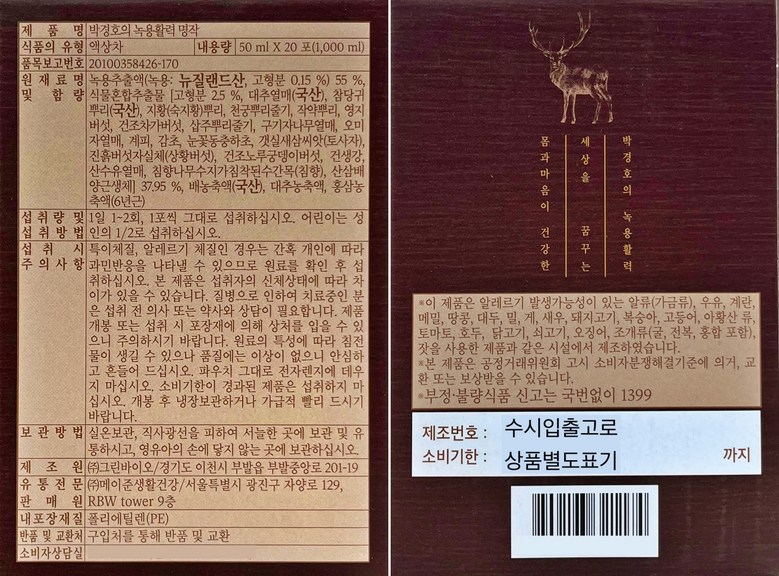 제 품 명 박경호의 녹용활력 명작
식품의 유형 액상차 내용량 50 ml X 20 포(1,000 ml)
품목보고번호 20100358426-170
원 재 료 명 녹용추출액(녹용: 뉴질랜드산, 고형분 0.15 %) 55 %,
및 함 량 식물혼합추출물 [고형분 2.5 %, 대추열매(국산), 참당귀
뿌리(국산), 지황(숙지황)뿌리, 천궁뿌리줄기, 작약뿌리, 영지
버섯, 건조차가버섯, 삽주뿌리줄기, 구기자나무열매, 오미
자열매, 계피, 감초, 눈꽃동충하초, 갯실새삼씨앗(토사자),
진흙버섯자실체(상황버섯), 건조노루궁뎅이버섯, 건생강,
산수유열매, 침향나무수지가침착된수간목(침향), 산삼배
양근생체] 37.95 %, 배농축액(국산), 대추농축액, 홍삼농
축액(6년근)
섭취량 및 1일 1~2회, 1포씩 그대로 섭취하십시오. 어린이는 성
섭취방법 인의 1/2로 섭취하십시오.
섭 취 시 특이체질, 알레르기 체질인 경우는 간혹 개인에 따라
주의사항 과민반응을 나타낼 수 있으므로 원료를 확인 후 섭
취하십시오. 본 제품은 섭취자의 신체상태에 따라 차
이가 있을 수 있습니다. 질병으로 인하여 치료중인 분
은 섭취 전 의사 또는 약사와 상담이 필요합니다. 제품
개봉 또는 섭취 시 포장재에 의해 상처를 입을 수 있
으니 주의하시기 바랍니다. 원료의 특성에 따라 침전
물이 생길 수 있으나 품질에는 이상이 없으니 안심하
고 흔들어 드십시오. 파우치 그대로 전자렌지에 데우
지 마십시오. 소비기한이 경과된 제품은 섭취하지 마
십시오. 개봉 후 냉장보관하거나 가급적 빨리 드시기
바랍니다.
보관방법 실온보관, 직사광선을 피하여 서늘한 곳에 보관 및 유
통하시고, 영유아의 손에 닿지 않는 곳에 보관하십시오.
제 조 원 ㈜그린바이오/경기도 이천시 부발읍 부발중앙로 201-19
유통전문 ㈜메이준생활건강/서울특별시 광진구 자양로 129,
판 매 원 RBW tower 9층
내포장재질 폴리에틸렌(PE)
반품 및 교환처 구입처를 통해 반품 및 교환
소비자상담실
박경호의 녹용활력
세상을 꿈꾸는
몸과마음이 건강한
※이 제품은 알레르기 발생가능성이 있는 알류(가금류), 우유, 계란,
메밀, 땅콩, 대두, 밀, 게, 새우, 돼지고기, 복숭아, 고등어, 아황산 류,
토마토, 호두, 닭고기, 쇠고기, 오징어, 조개류(굴, 전복, 홍합 포함),
잣을 사용한 제품과 같은 시설에서 제조하였습니다.
※본 제품은 공정거래위원회 고시 소비자분쟁해결기준에 의거, 교
환 또는 보상받을 수 있습니다.
※부정·불량식품 신고는 국번없이 1399
제조번호 : 수시입출고로
소비기한 : 상품별도표기 까지